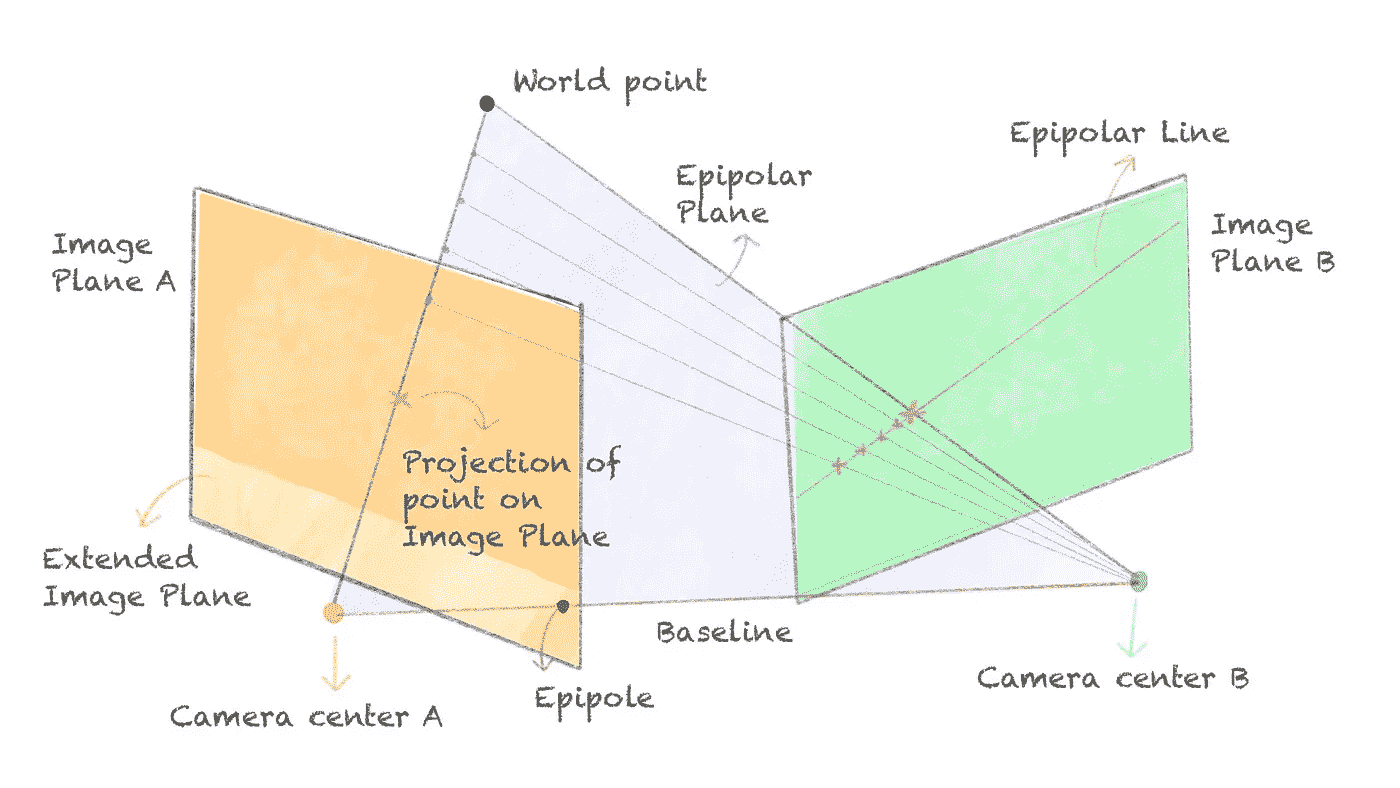 World point
Epipolar Line
Epipolar
Plane
Image
Plane A
Image
Plane B
Projection of
point on
Image Plane
Extended
Image Plane
Baseline
Epipole
Camera center A
Camera center B